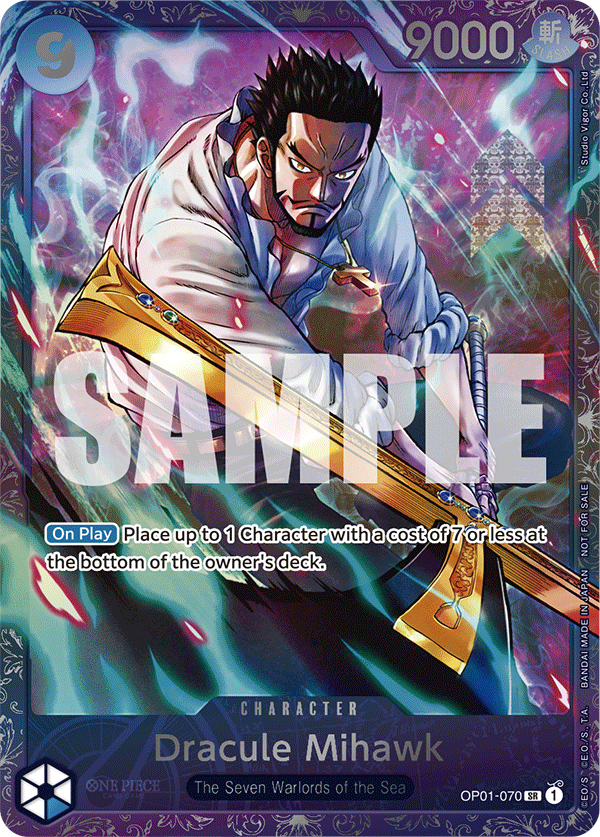 9
9000
斬
SLASH
Studio Vigor Co.,Ltd
SAMPLE
On Play Place up to 1 Character with a cost of 7 or less at
the bottom of the owner's deck.
©E.O./S. ©E.O./S., T.A. BANDAI MADE IN JAPAN NOT FOR SALE
CHARACTER
Dracule Mihawk
ONE PIECE
CARD GAME
The Seven Warlords of the Sea
OP01-070 SR 1